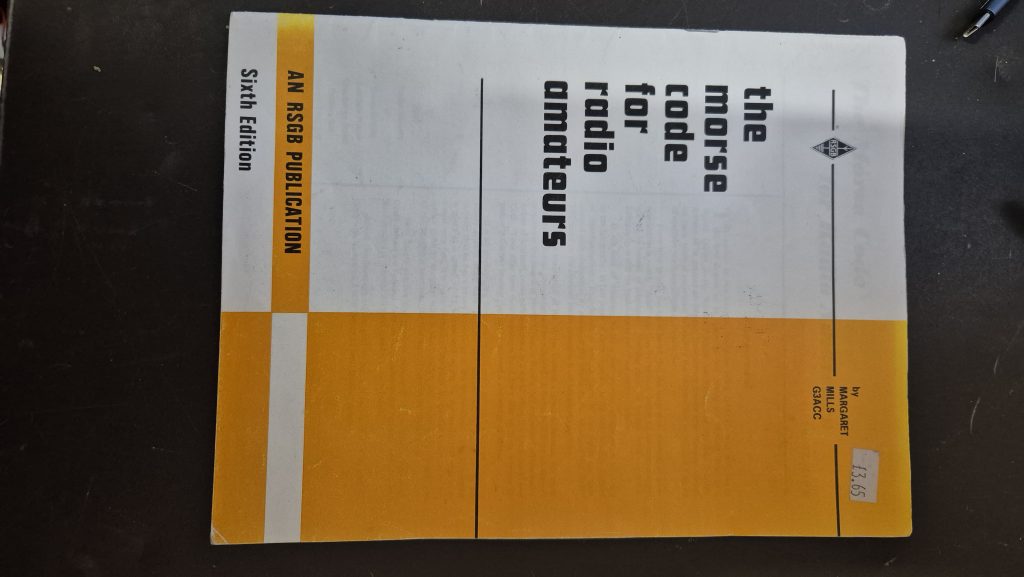 RSGB
by
MARGARET
MILLS
G3ACC
£3.65
the
morse
code
for
radio
amateurs
AN RSGB PUBLICATION
Sixth Edition